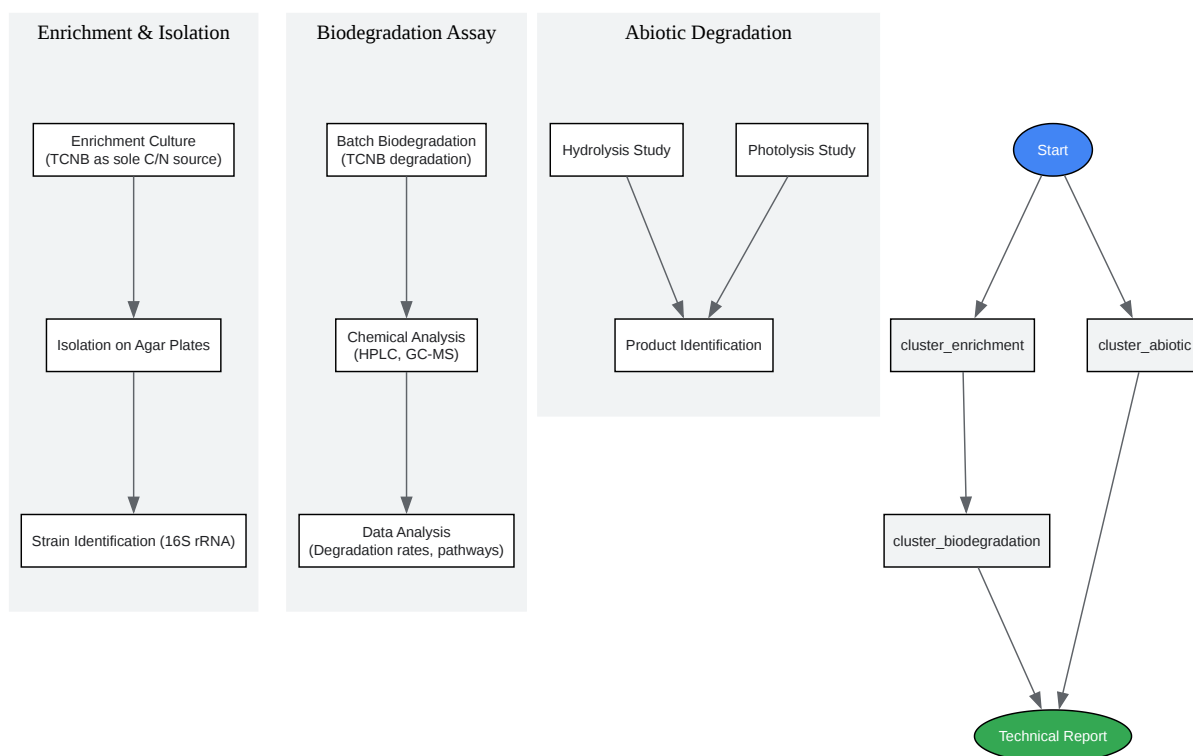 Enrichment & Isolation
Enrichment Culture
(TCNB as sole C/N source)
Isolation on Agar Plates
Strain Identification (16S rRNA)
Biodegradation Assay
Batch Biodegradation
(TCNB degradation)
Chemical Analysis
(HPLC, GC-MS)
Data Analysis
(Degradation rates, pathways)
Abiotic Degradation
Hydrolysis Study
Photolysis Study
Product Identification
Start
cluster_enrichment
cluster_abiotic
cluster_biodegradation
Technical Report